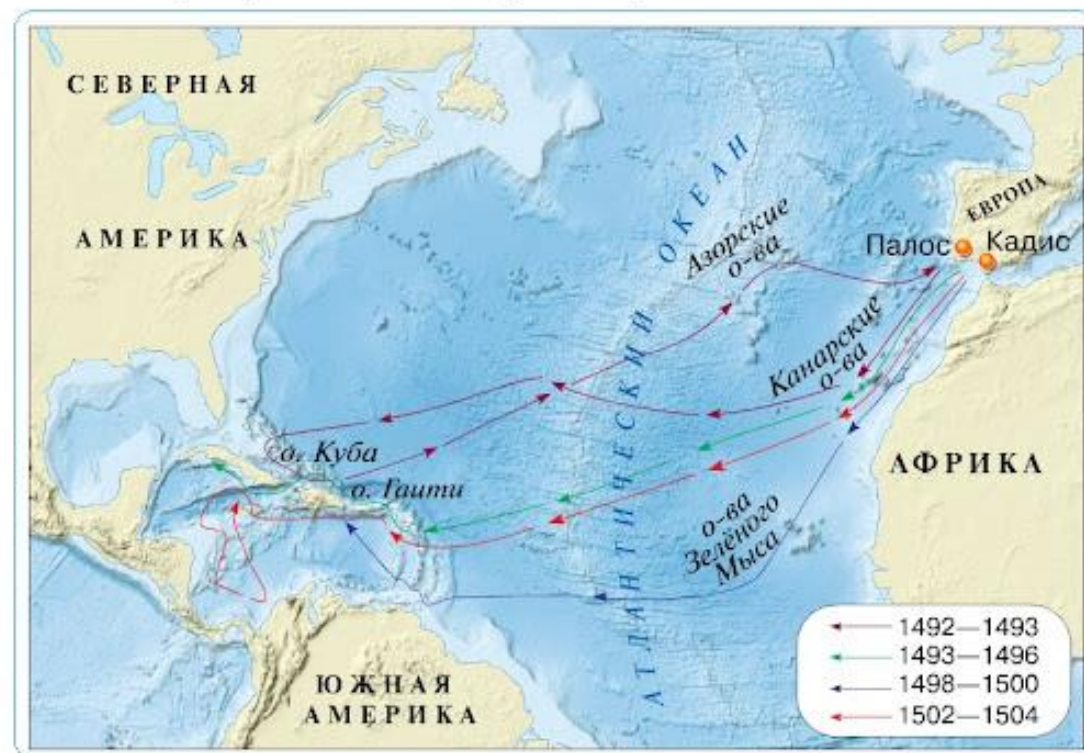 СЕВЕРНАЯ
АМЕРИКА
АТЛАНТИЧЕСКИЙ ОКЕАН
Азорские
о-ва
ЕВРОПА
Палос
Кадис
Канарские
о-ва
о. Куба
о. Гаити
АФРИКА
о-ва
Зелёного
Мыса
ЮЖНАЯ
АМЕРИКА
1492—1493
1493—1496
1498—1500
1502—1504